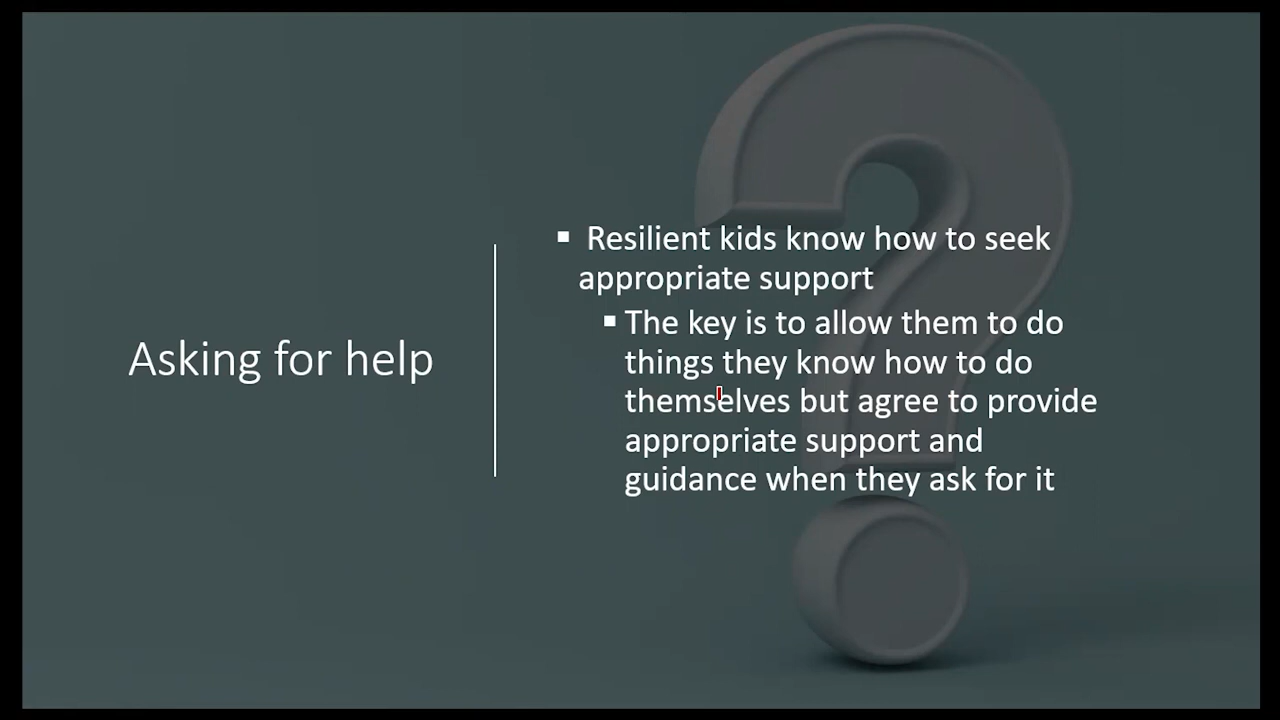 Asking for help
▪ Resilient kids know how to seek
appropriate support
▪ The key is to allow them to do
things they know how to do
themselves but agree to provide
appropriate support and
guidance when they ask for it